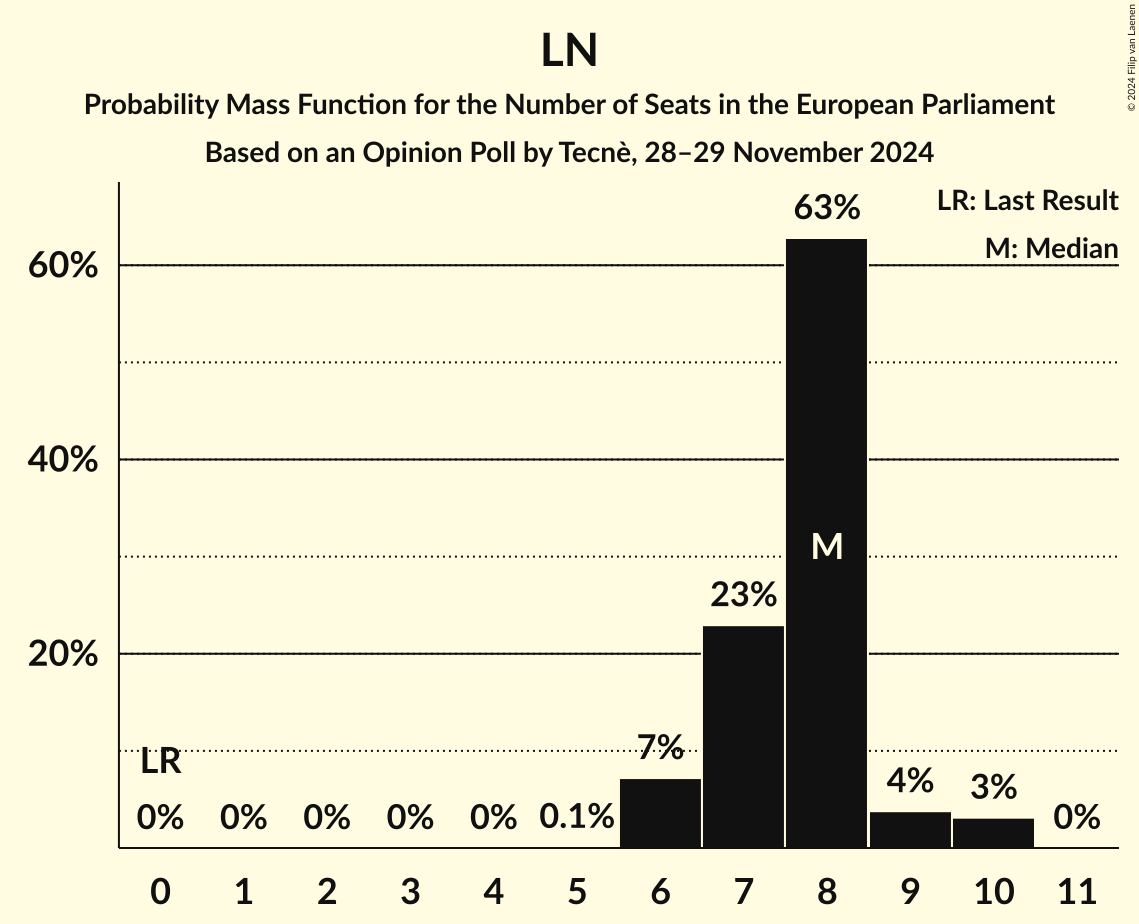 LN
Probability Mass Function for the Number of Seats in the European Parliament
Based on an Opinion Poll by Tecnè, 28–29 November 2024
© 2024 Filip van Laenen
LR: Last Result
M: Median
63%
60%
40%
M
23%
20%
LR
7%
4%
3%
0% 0% 0% 0% 0% 0.1% 0%
0 1 2 3 4 5 6 7 8 9 10 11